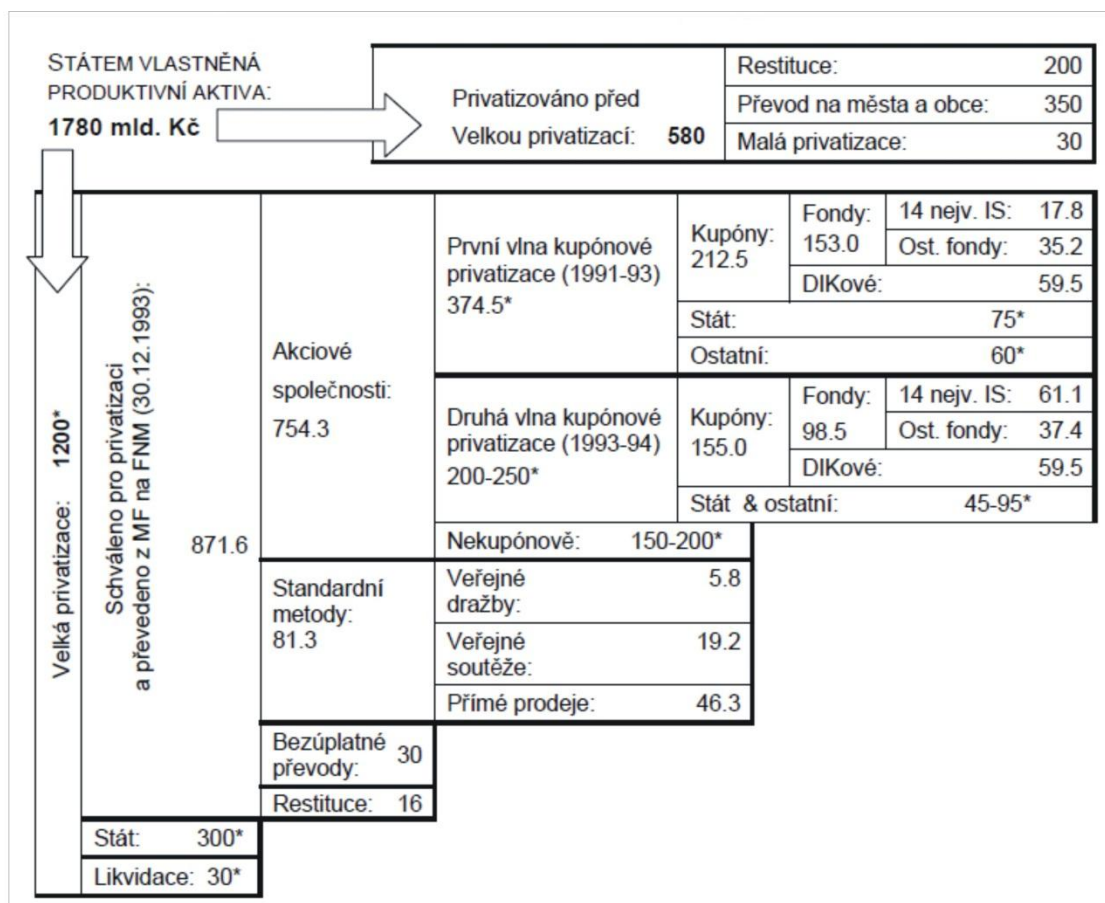 STÁTEM VLASTNĚNÁ
PRODUKTIVNÍ AKTIVA:
1780 mld. Kč
Privatizováno před
Velkou privatizací: 580
Restituce: 200
Převod na města a obce: 350
Malá privatizace: 30
Velká privatizace: 1200*
Schváleno pro privatizaci
a převedeno z MF na FNM (30.12.1993):
871.6
Akciové
společnosti:
754.3
První vlna kupónové
privatizace (1991-93)
374.5*
Kupóny:
212.5
Fondy:
153.0
14 nejv. IS: 17.8
Ost. fondy: 35.2
DIKové: 59.5
Stát: 75*
Ostatní: 60*
Druhá vlna kupónové
privatizace (1993-94)
200-250*
Kupóny:
155.0
Fondy:
98.5
14 nejv. IS: 61.1
Ost. fondy: 37.4
DIKové: 59.5
Stát & ostatní: 45-95*
Nekupónově: 150-200*
Standardní
metody:
81.3
Veřejné
dražby: 5.8
Veřejné
soutěže: 19.2
Přímé prodeje: 46.3
Bezúplatné
převody: 30
Restituce: 16
Stát: 300*
Likvidace: 30*